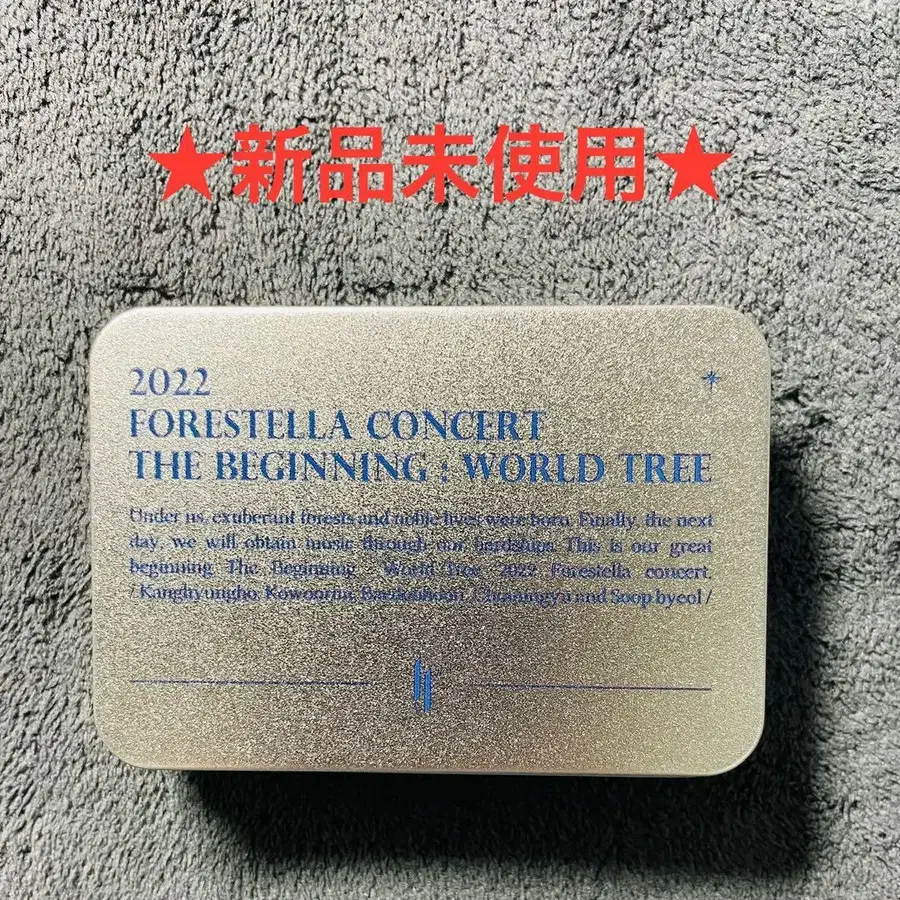 ★新品未使用★
2022
FORESTELLA CONCERT
THE BEGINNING : WORLD TREE
Under us, exuberant forests and noble lives were born. Finally, the next
day, we will obtain music through our hardships. This is our great
beginning The Beginning : World Tree 2022 Forestella concert.
/ Kanghyungho, Kowoorim, Baedoohoon, Chominkyu and Soop byeol /